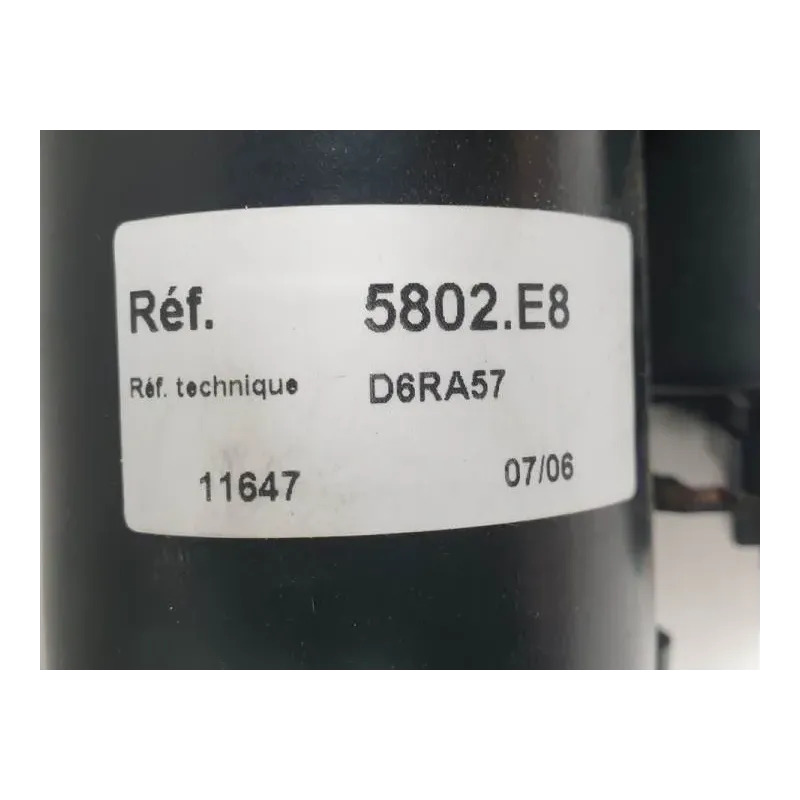 Réf. 5802.E8
Réf. technique D6RA57
11647 07/06